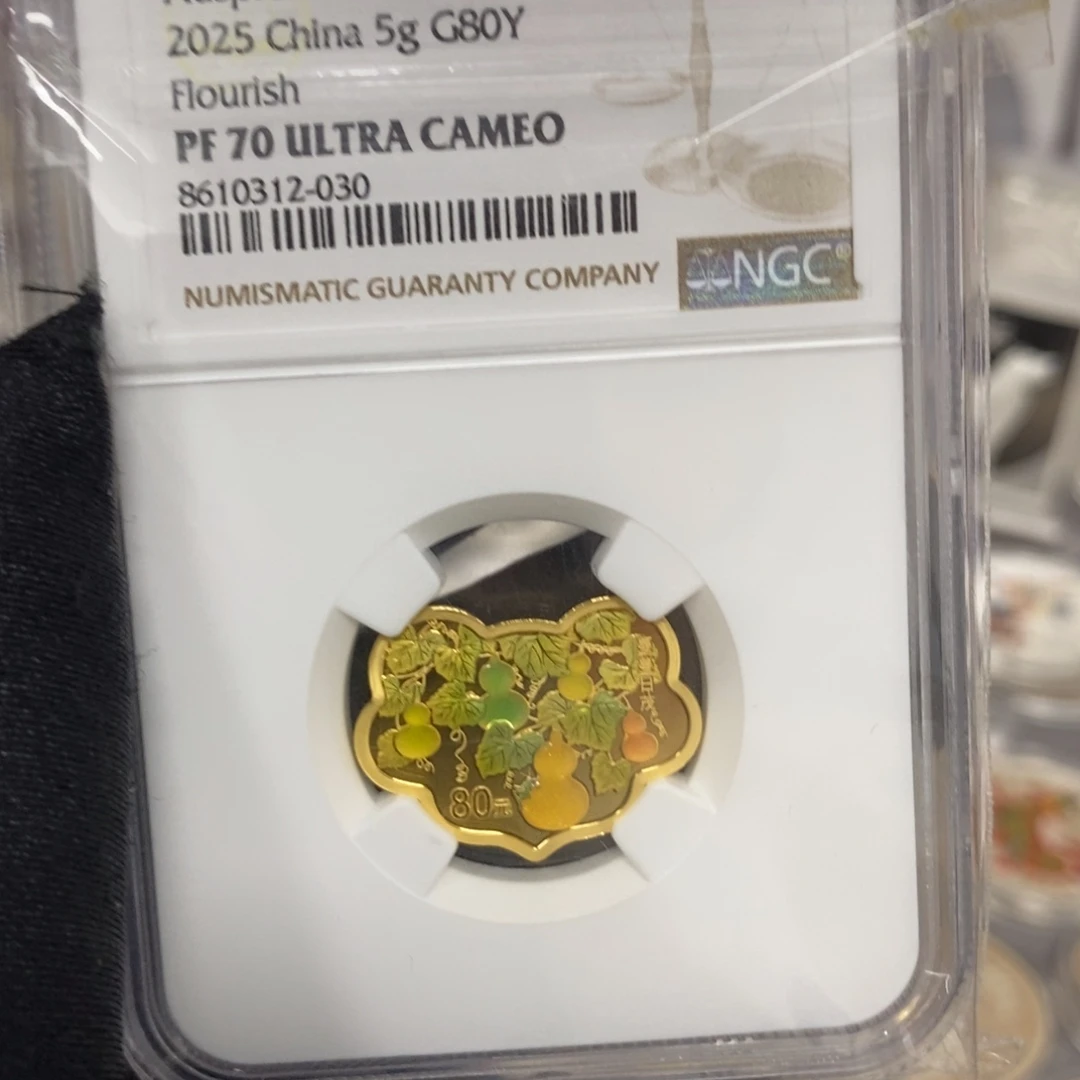 2025 China 5g G80Y
Flourish
PF 70 ULTRA CAMEO
8610312-030
NUMISMATIC GUARANTY COMPANY
NGC®
80元